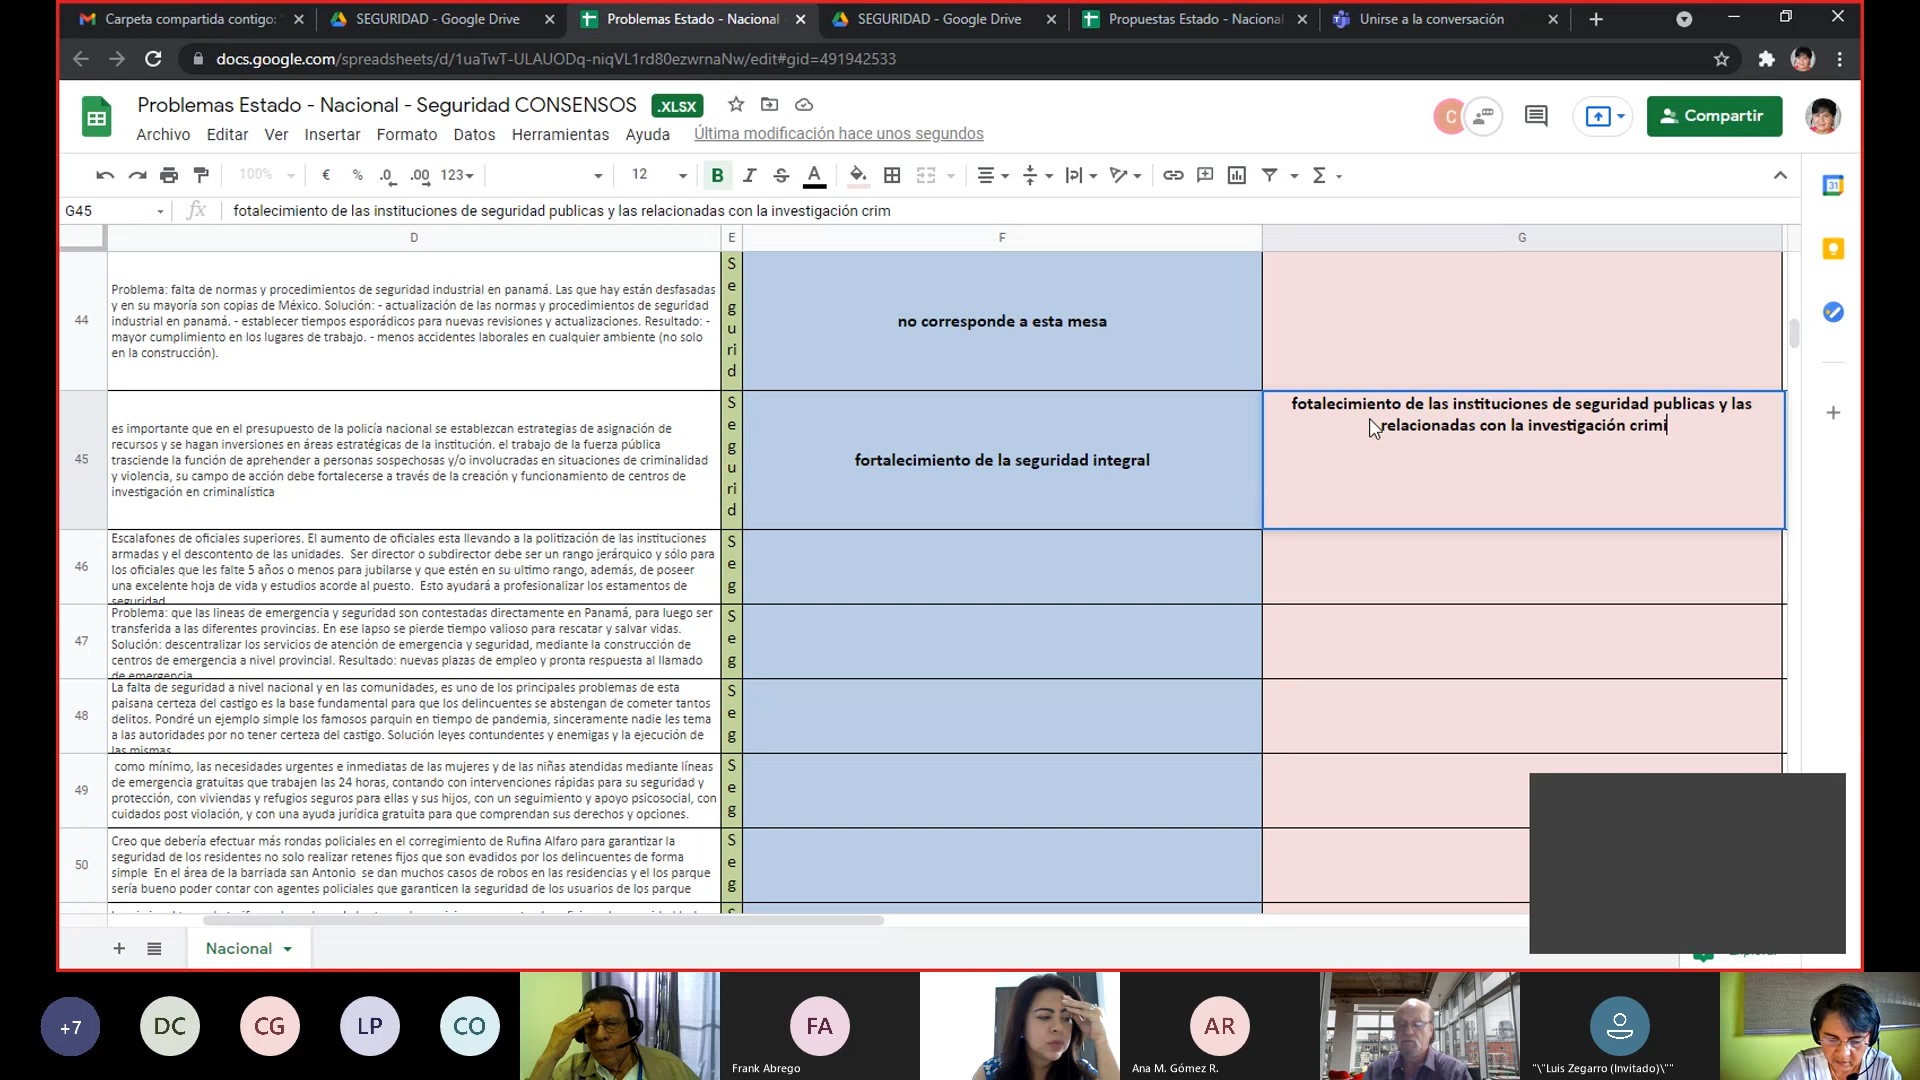 Carpeta compartida contigo:
SEGURIDAD - Google Drive
Problemas Estado - Nacional
SEGURIDAD - Google Drive
Propuestas Estado - Nacional
Unirse a la conversación
docs.google.com/spreadsheets/d/1uaTwT-ULAUODq-niqVL1rd80ezwrnaNw/edit#gid=491942533
Problemas Estado - Nacional - Seguridad CONSENSOS .XLSX
Archivo Editar Ver Insertar Formato Datos Herramientas Ayuda Última modificación hace unos segundos
C
Compartir
100% € % .0 .00 123 12 B I S A Σ
31
G45 fx fotalecimiento de las instituciones de seguridad publicas y las relacionadas con la investigación crim
D E F G
44
Problema: falta de normas y procedimientos de seguridad industrial en panamá. Las que hay están desfasadas
y en su mayoría son copias de México. Solución: - actualización de las normas y procedimientos de seguridad
industrial en panamá. - establecer tiempos esporádicos para nuevas revisiones y actualizaciones. Resultado: -
mayor cumplimiento en los lugares de trabajo. - menos accidentes laborales en cualquier ambiente (no solo
en la construcción).
S
e
g
u
ri
d
no corresponde a esta mesa
45
es importante que en el presupuesto de la policía nacional se establezcan estrategias de asignación de
recursos y se hagan inversiones en áreas estratégicas de la institución. el trabajo de la fuerza pública
trasciende la función de aprehender a personas sospechosas y/o involucradas en situaciones de criminalidad
y violencia, su campo de acción debe fortalecerse a través de la creación y funcionamiento de centros de
investigación en criminalística
S
e
g
u
ri
d
fortalecimiento de la seguridad integral
fotalecimiento de las instituciones de seguridad publicas y las
relacionadas con la investigación crimi
46
Escalafones de oficiales superiores. El aumento de oficiales esta llevando a la politización de las instituciones
armadas y el descontento de las unidades. Ser director o subdirector debe ser un rango jerárquico y sólo para
los oficiales que les falte 5 años o menos para jubilarse y que estén en su ultimo rango, además, de poseer
una excelente hoja de vida y estudios acorde al puesto. Esto ayudará a profesionalizar los estamentos de
seguridad
S
e
g
47
Problema: que las lineas de emergencia y seguridad son contestadas directamente en Panamá, para luego ser
transferida a las diferentes provincias. En ese lapso se pierde tiempo valioso para rescatar y salvar vidas.
Solución: descentralizar los servicios de atención de emergencia y seguridad, mediante la construcción de
centros de emergencia a nivel provincial. Resultado: nuevas plazas de empleo y pronta respuesta al llamado
de emergencia
S
e
g
48
La falta de seguridad a nivel nacional y en las comunidades, es uno de los principales problemas de esta
paisana certeza del castigo es la base fundamental para que los delincuentes se abstengan de cometer tantos
delitos. Pondré un ejemplo simple los famosos parquin en tiempo de pandemia, sinceramente nadie les tema
a las autoridades por no tener certeza del castigo. Solución leyes contundentes y enemigas y la ejecución de
las mismas
S
e
g
49
como mínimo, las necesidades urgentes e inmediatas de las mujeres y de las niñas atendidas mediante líneas
de emergencia gratuitas que trabajen las 24 horas, contando con intervenciones rápidas para su seguridad y
protección, con viviendas y refugios seguros para ellas y sus hijos, con un seguimiento y apoyo psicosocial, con
cuidados post violación, y con una ayuda jurídica gratuita para que comprendan sus derechos y opciones.
S
e
g
50
Creo que debería efectuar más rondas policiales en el corregimiento de Rufina Alfaro para garantizar la
seguridad de los residentes no solo realizar retenes fijos que son evadidos por los delincuentes de forma
simple En el área de la barriada san Antonio se dan muchos casos de robos en las residencias y el los parque
sería bueno poder contar con agentes policiales que garanticen la seguridad de los usuarios de los parque
S
e
g
Nacional
+7
DC
CG
LP
CO
FA
Frank Abrego
AR
Ana M. Gómez R.
"\"Luis Zegarro (Invitado)\""